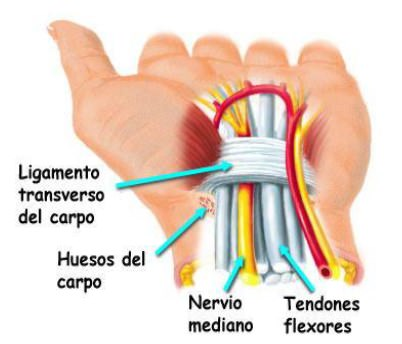 Ligamento
transverso
del carpo
Huesos del
carpo
Nervio
mediano
Tendones
flexores